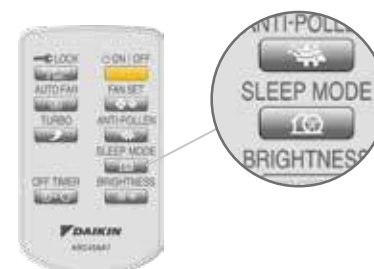 LOCK
ON | OFF
AUTO FAN
FAN SET
TURBO
ANTI-POLLEN
SLEEP MODE
OFF TIMER
BRIGHTNESS
DAIKIN
ANTI-POLLEN
SLEEP MODE
BRIGHTNESS